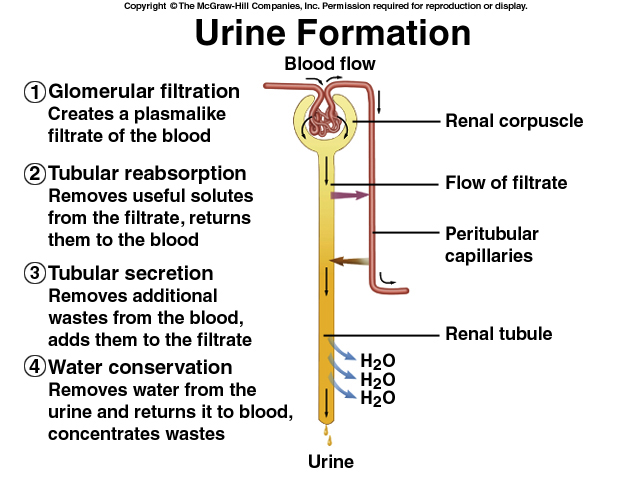 Copyright © The McGraw-Hill Companies, Inc. Permission required for reproduction or display.
Urine Formation
Blood flow
1 Glomerular filtration
Creates a plasmalike
filtrate of the blood
2 Tubular reabsorption
Removes useful solutes
from the filtrate, returns
them to the blood
3 Tubular secretion
Removes additional
wastes from the blood,
adds them to the filtrate
4 Water conservation
Removes water from the
urine and returns it to blood,
concentrates wastes
Renal corpuscle
Flow of filtrate
Peritubular
capillaries
Renal tubule
H2O
H2O
H2O
Urine